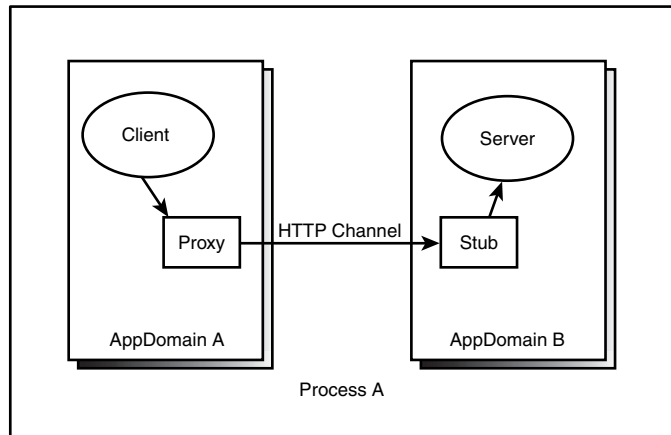 Client
Server
Proxy
HTTP Channel
Stub
AppDomain A
AppDomain B
Process A